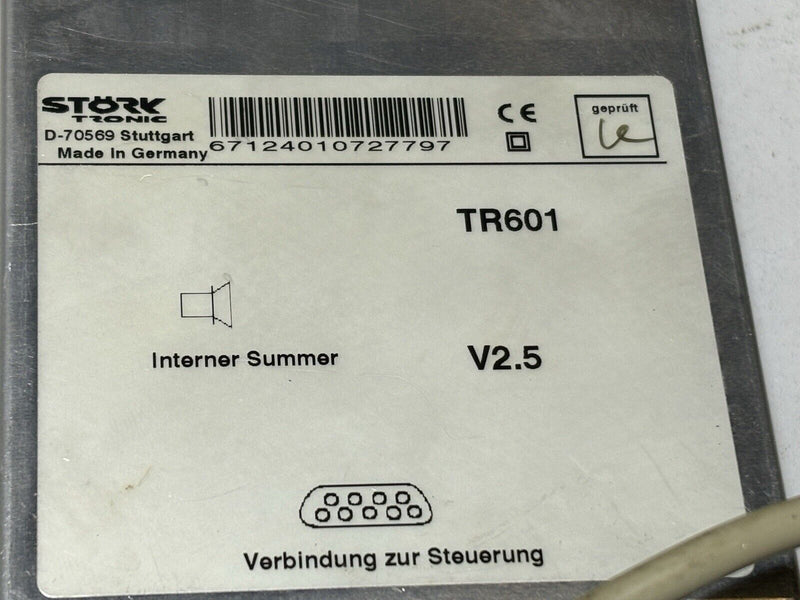 STÖRK
TRONIC
D-70569 Stuttgart
Made In Germany
67124010727797
CE
geprüft
TR601
Interner Summer
V2.5
Verbindung zur Steuerung